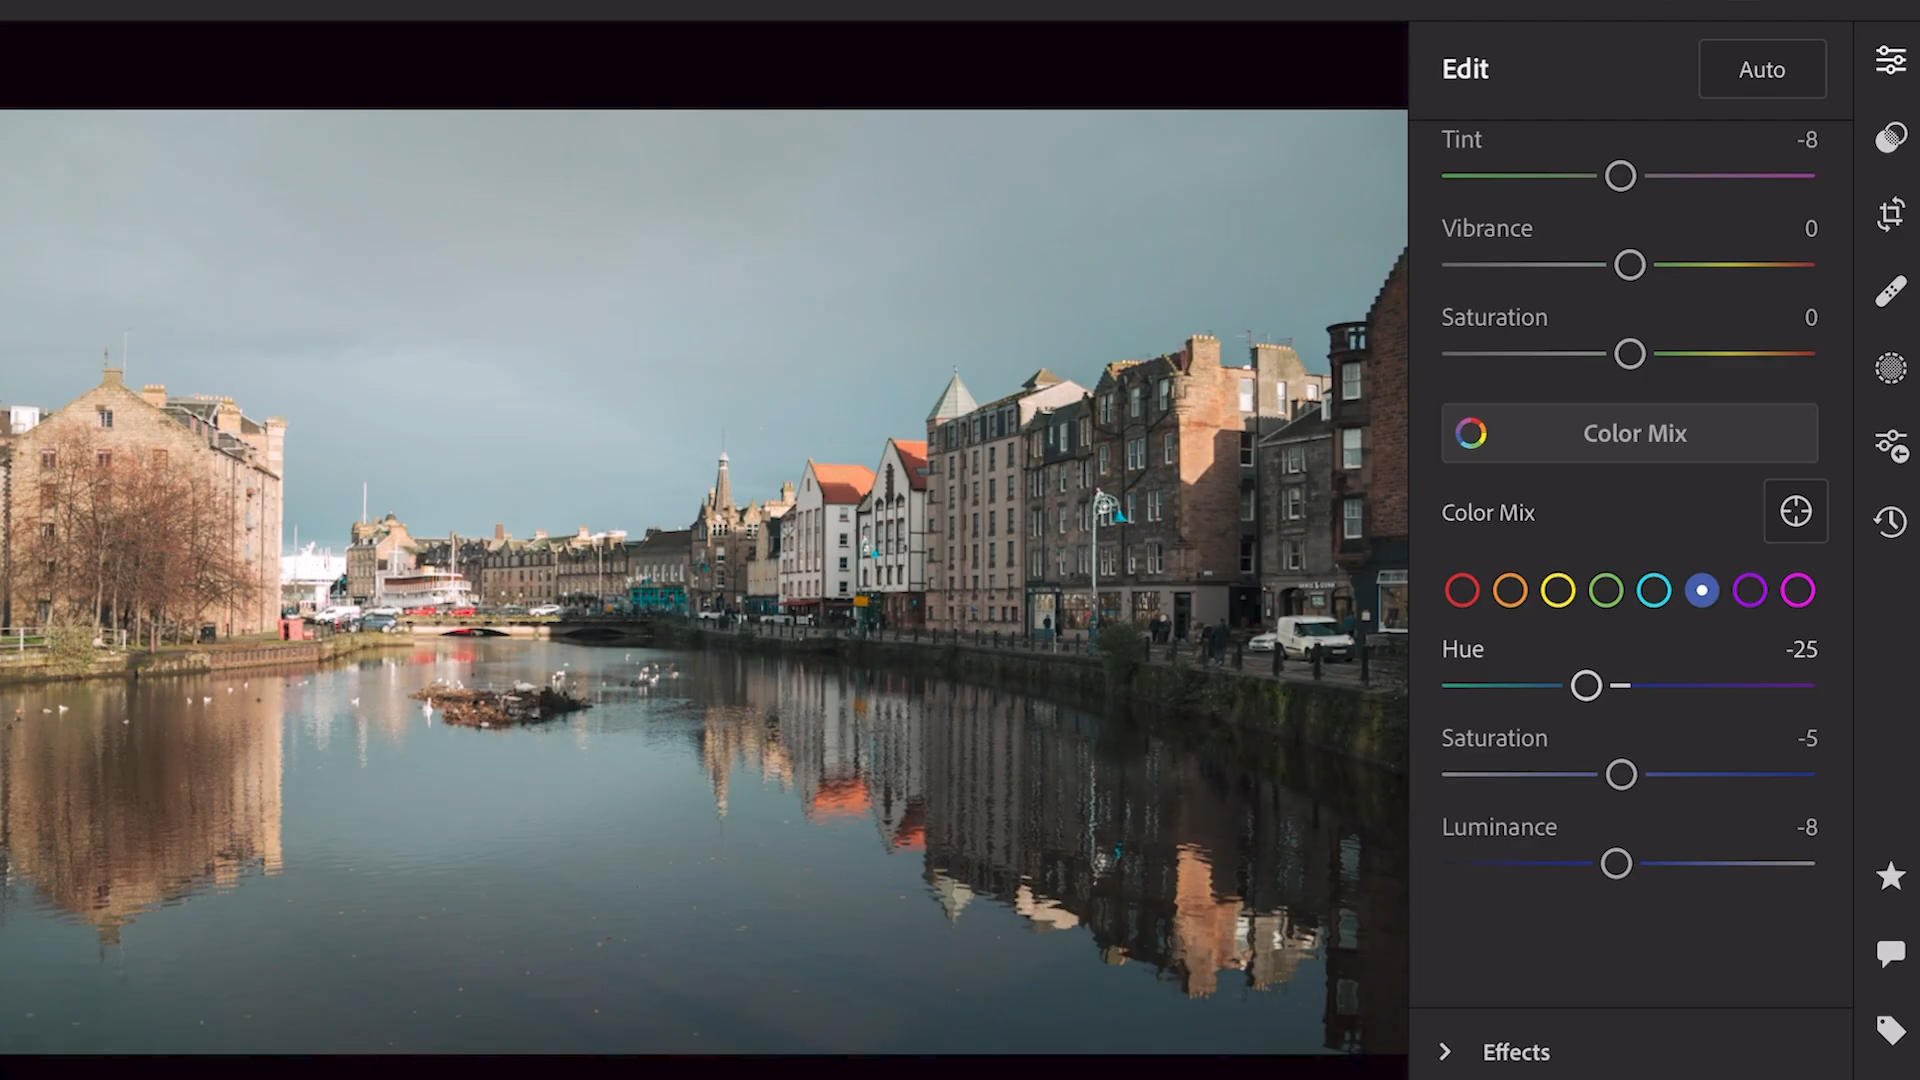 Edit
Auto
Tint -8
Vibrance 0
Saturation 0
Color Mix
Color Mix
Hue -25
Saturation -5
Luminance -8
Effects